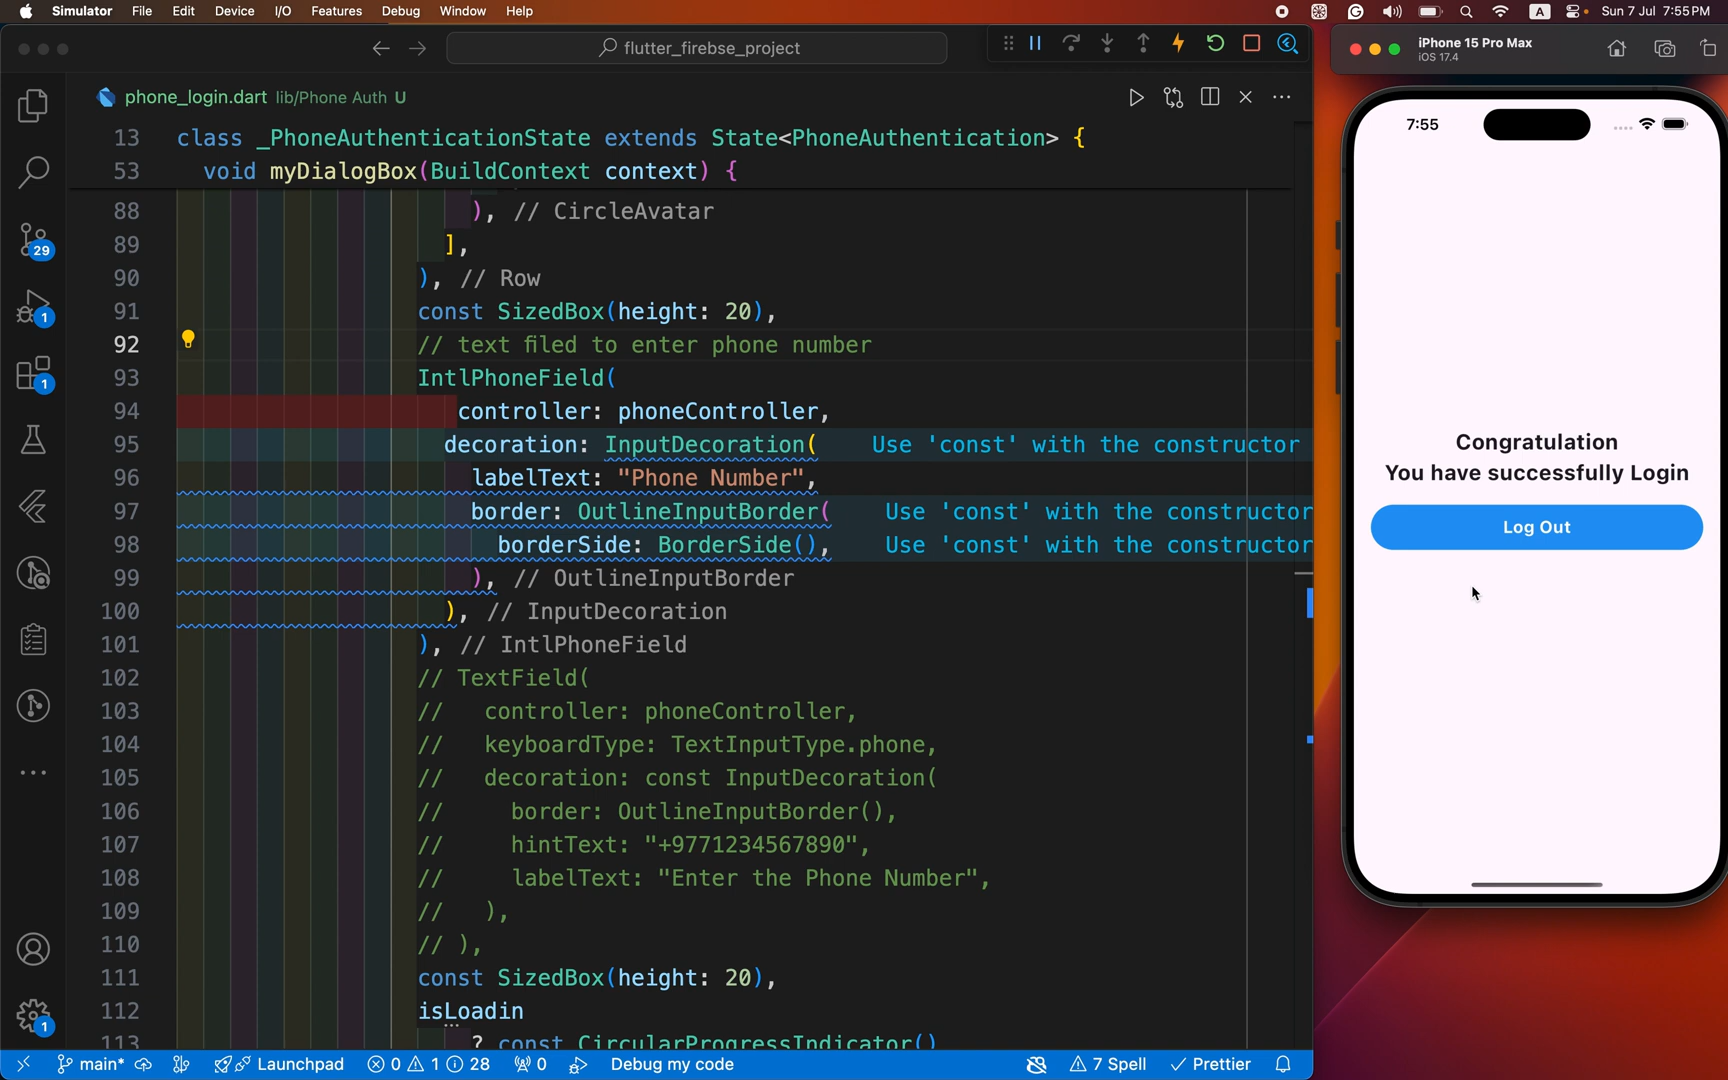 Simulator File Edit Device I/O Features Debug Window Help A Sun 7 Jul 7:55 PM
flutter_firebse_project
iPhone 15 Pro Max
iOS 17.4
phone_login.dart lib/Phone Auth U
13 class _PhoneAuthenticationState extends State<PhoneAuthentication> {
53 void myDialogBox(BuildContext context) {
88 ), // CircleAvatar
89 ],
90 ), // Row
91 const SizedBox(height: 20),
92 // text filed to enter phone number
93 IntlPhoneField(
94 controller: phoneController,
95 decoration: InputDecoration( Use 'const' with the constructor
96 labelText: "Phone Number",
97 border: OutlineInputBorder( Use 'const' with the constructor
98 borderSide: BorderSide(), Use 'const' with the constructor
99 ), // OutlineInputBorder
100 ), // InputDecoration
101 ), // IntlPhoneField
102 // TextField(
103 // controller: phoneController,
104 // keyboardType: TextInputType.phone,
105 // decoration: const InputDecoration(
106 // border: OutlineInputBorder(),
107 // hintText: "+9771234567890",
108 // labelText: "Enter the Phone Number",
109 // ),
110 // ),
111 const SizedBox(height: 20),
112 isLoadin
113 ? const CircularProgressIndicator()
29
1
1
1
main* Launchpad 0 1 28 0 Debug my code 7 Spell Prettier
7:55
Congratulation
You have successfully Login
Log Out